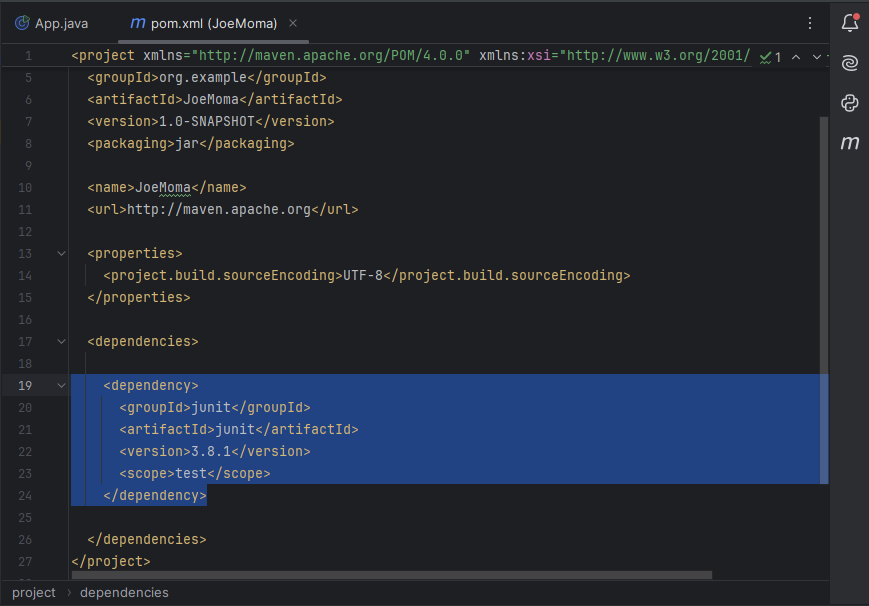 App.java
m pom.xml (JoeMoma)
1 <project xmlns="http://maven.apache.org/POM/4.0.0" xmlns:xsi="http://www.w3.org/2001/ 1
5 <groupId>org.example</groupId>
6 <artifactId>JoeMoma</artifactId>
7 <version>1.0-SNAPSHOT</version>
8 <packaging>jar</packaging>
9
10 <name>JoeMoma</name>
11 <url>http://maven.apache.org</url>
12
13 <properties>
14 <project.build.sourceEncoding>UTF-8</project.build.sourceEncoding>
15 </properties>
16
17 <dependencies>
18
19 <dependency>
20 <groupId>junit</groupId>
21 <artifactId>junit</artifactId>
22 <version>3.8.1</version>
23 <scope>test</scope>
24 </dependency>
25
26 </dependencies>
27 </project>
project > dependencies
m